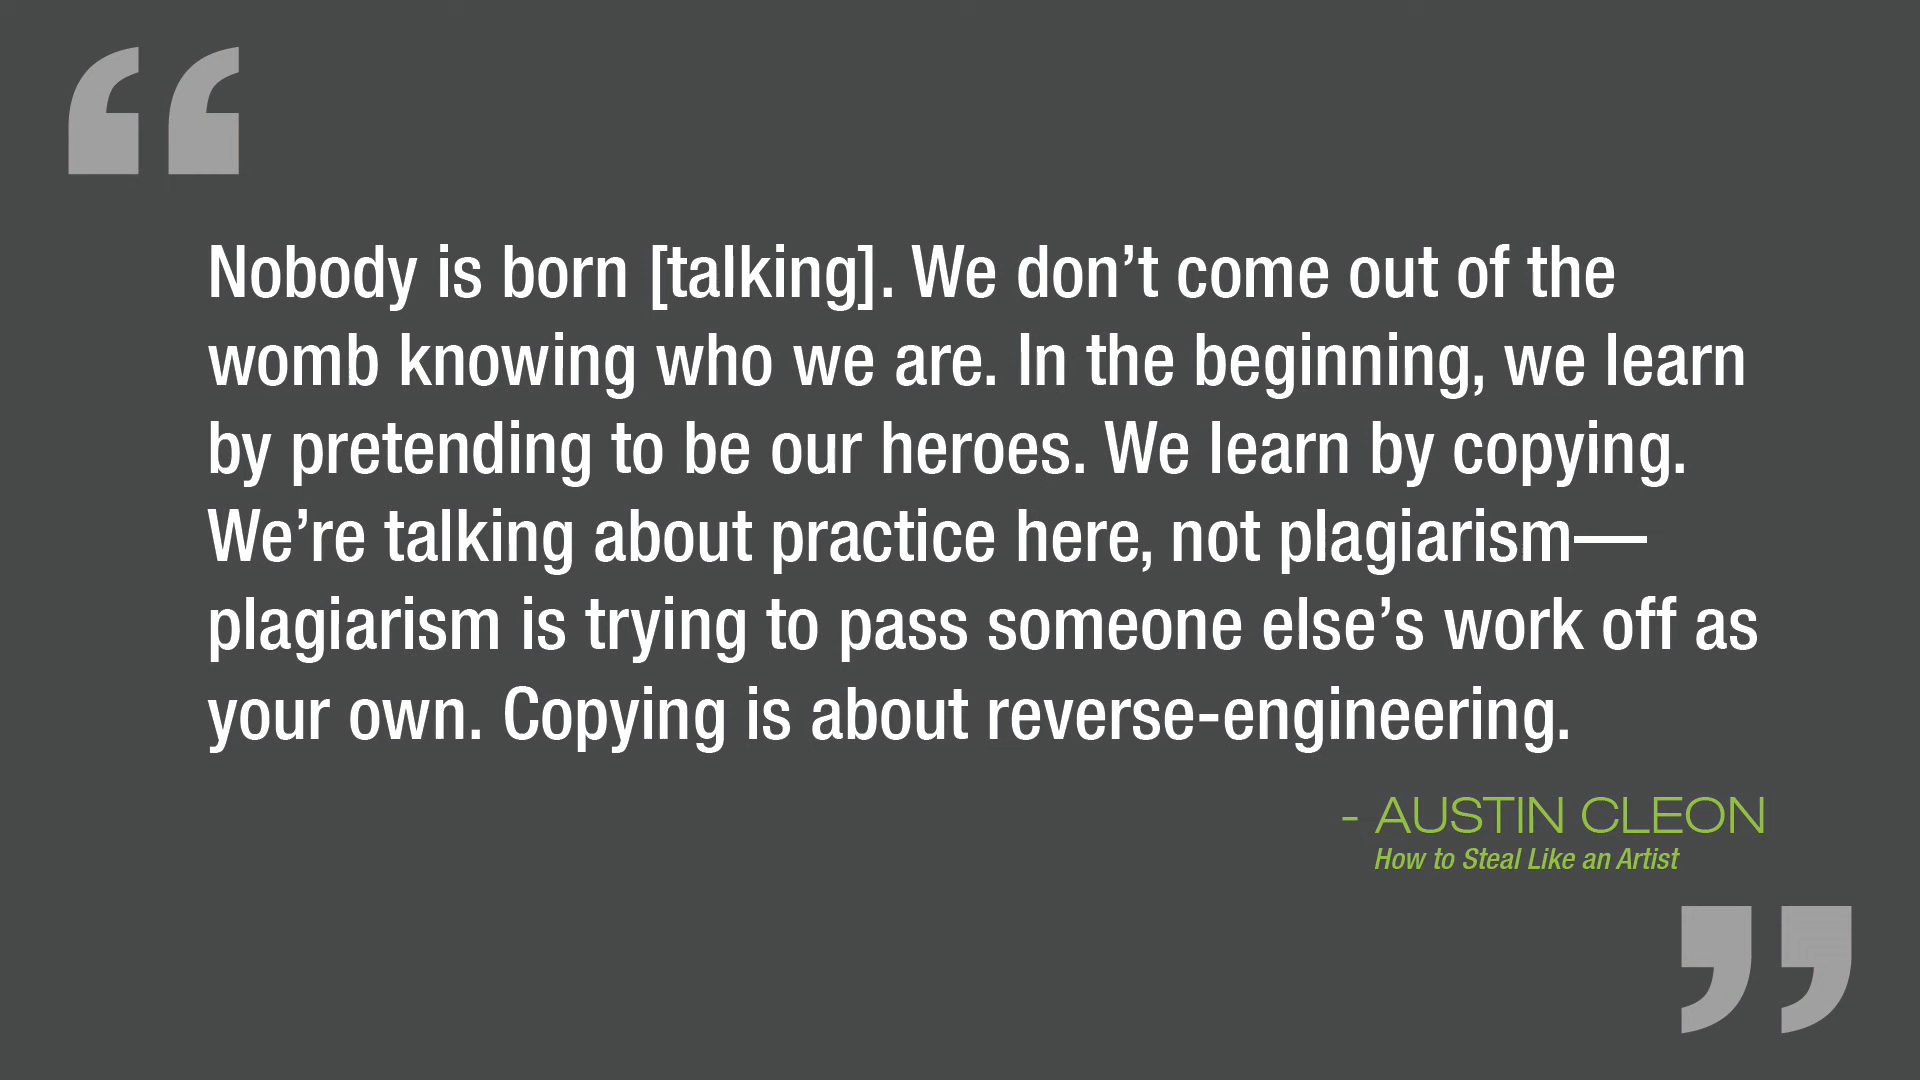 Nobody is born [talking]. We don’t come out of the
womb knowing who we are. In the beginning, we learn
by pretending to be our heroes. We learn by copying.
We’re talking about practice here, not plagiarism—
plagiarism is trying to pass someone else’s work off as
your own. Copying is about reverse-engineering.
- AUSTIN CLEON
How to Steal Like an Artist